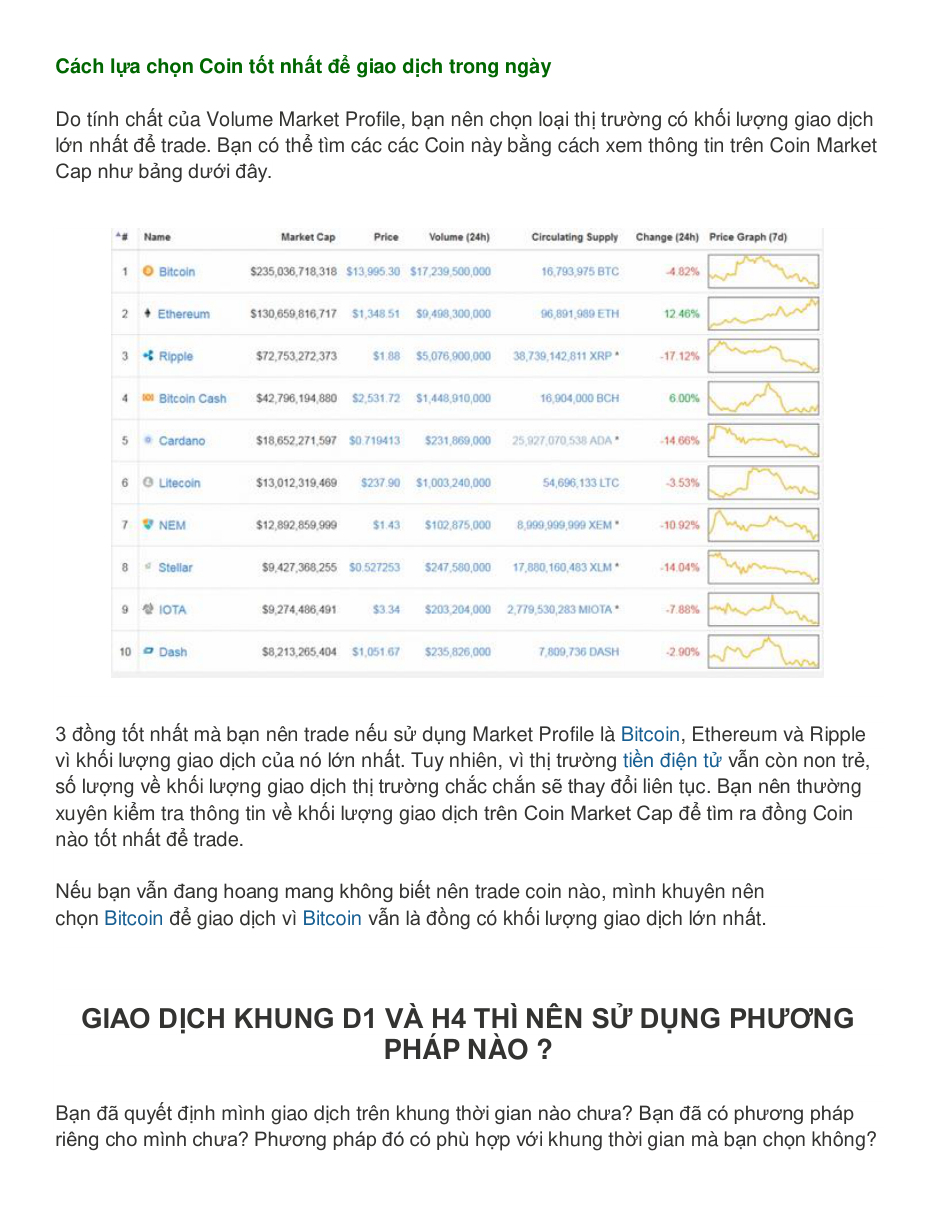 Cách lựa chọn Coin tốt nhất để giao dịch trong ngày
Do tính chất của Volume Market Profile, bạn nên chọn loại thị trường có khối lượng giao dịch
lớn nhất để trade. Bạn có thể tìm các các Coin này bằng cách xem thông tin trên Coin Market
Cap như bảng dưới đây.
# Name Market Cap Price Volume (24h) Circulating Supply Change (24h) Price Graph (7d)
1 Bitcoin $235,036,718,318 $13,995.30 $17,239,500,000 16,793,975 BTC -4.82%
2 Ethereum $130,659,816,717 $1,348.51 $9,498,300,000 96,891,989 ETH 12.46%
3 Ripple $72,753,272,373 $1.88 $5,076,900,000 38,739,142,811 XRP * -17.12%
4 Bitcoin Cash $42,796,194,880 $2,531.72 $1,448,910,000 16,904,000 BCH 6.00%
5 Cardano $18,652,271,597 $0.719413 $231,869,000 25,927,070,538 ADA * -14.66%
6 Litecoin $13,012,319,469 $237.90 $1,003,240,000 54,696,133 LTC -3.53%
7 NEM $12,892,859,999 $1.43 $102,875,000 8,999,999,999 XEM * -10.92%
8 Stellar $9,427,368,255 $0.527253 $247,580,000 17,880,160,483 XLM * -14.04%
9 IOTA $9,274,486,491 $3.34 $203,204,000 2,779,530,283 MIOTA * -7.88%
10 Dash $8,213,265,404 $1,051.67 $235,826,000 7,809,736 DASH -2.90%
3 đồng tốt nhất mà bạn nên trade nếu sử dụng Market Profile là Bitcoin, Ethereum và Ripple
vì khối lượng giao dịch của nó lớn nhất. Tuy nhiên, vì thị trường tiền điện tử vẫn còn non trẻ,
số lượng về khối lượng giao dịch thị trường chắc chắn sẽ thay đổi liên tục. Bạn nên thường
xuyên kiểm tra thông tin về khối lượng giao dịch trên Coin Market Cap để tìm ra đồng Coin
nào tốt nhất để trade.
Nếu bạn vẫn đang hoang mang không biết nên trade coin nào, mình khuyên nên
chọn Bitcoin để giao dịch vì Bitcoin vẫn là đồng có khối lượng giao dịch lớn nhất.
GIAO DỊCH KHUNG D1 VÀ H4 THÌ NÊN SỬ DỤNG PHƯƠNG
PHÁP NÀO ?
Bạn đã quyết định mình giao dịch trên khung thời gian nào chưa? Bạn đã có phương pháp
riêng cho mình chưa? Phương pháp đó có phù hợp với khung thời gian mà bạn chọn không?